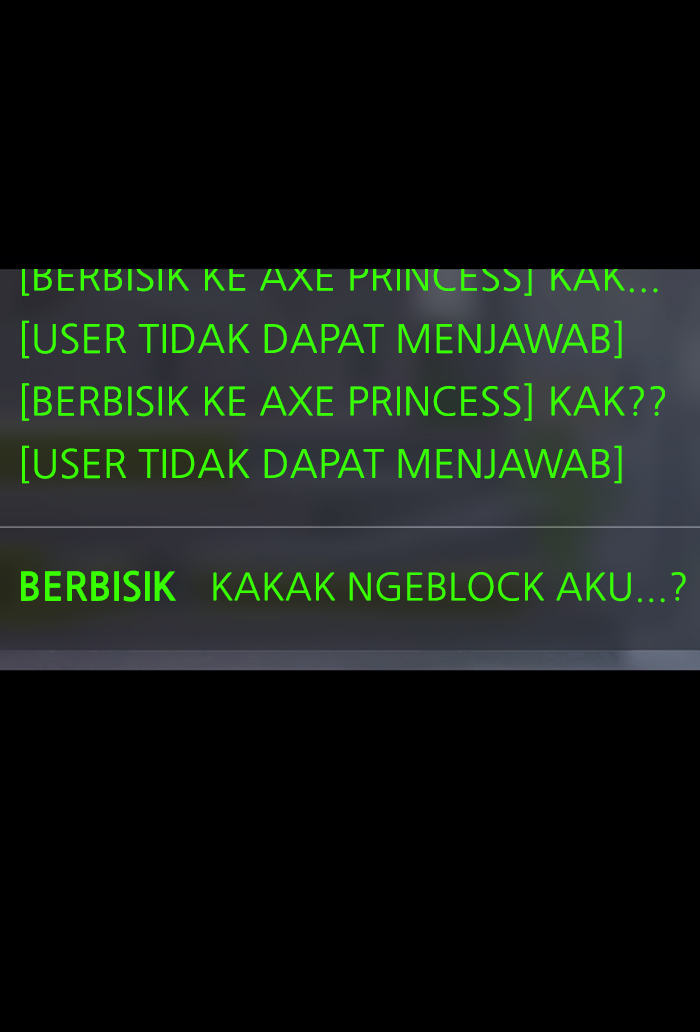 [BERBISIK KE AXE PRINCESS] KAK...
[USER TIDAK DAPAT MENJAWAB]
[BERBISIK KE AXE PRINCESS] KAK??
[USER TIDAK DAPAT MENJAWAB]
BERBISIK KAKAK NGEBLOCK AKU...?